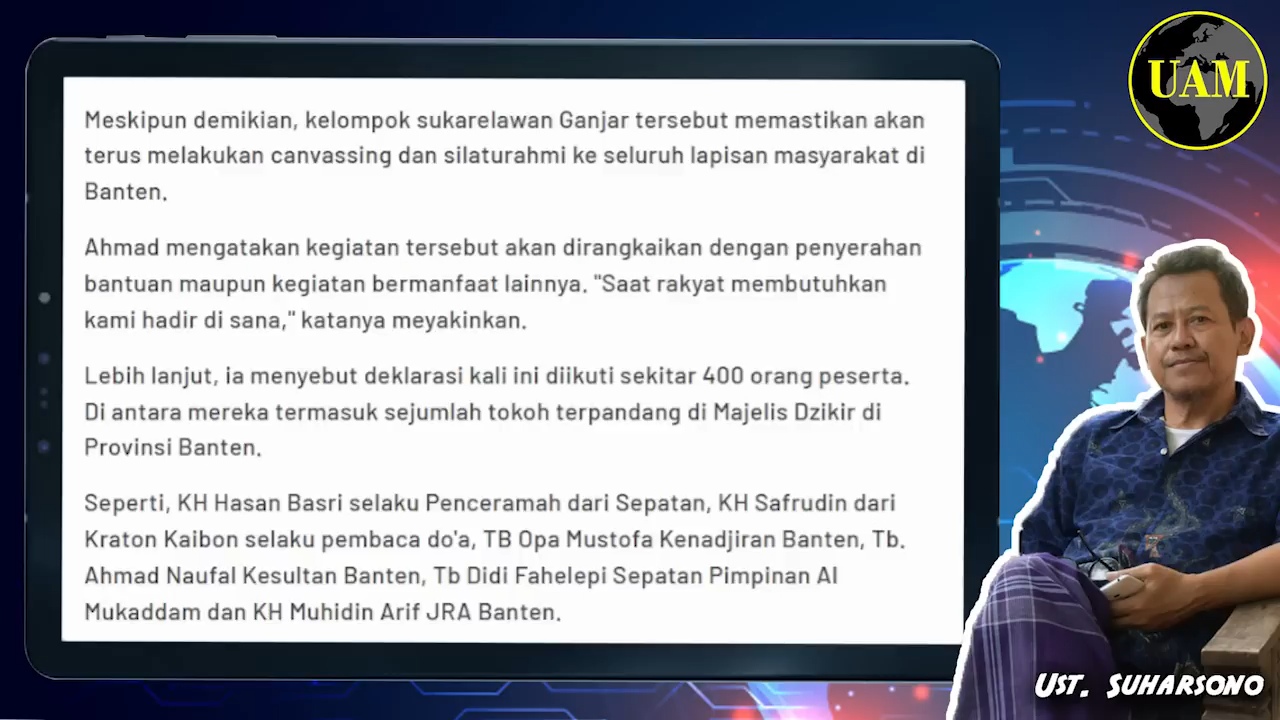 UAM
Meskipun demikian, kelompok sukarelawan Ganjar tersebut memastikan akan
terus melakukan canvassing dan silaturahmi ke seluruh lapisan masyarakat di
Banten.
Ahmad mengatakan kegiatan tersebut akan dirangkaikan dengan penyerahan
bantuan maupun kegiatan bermanfaat lainnya. "Saat rakyat membutuhkan
kami hadir di sana," katanya meyakinkan.
Lebih lanjut, ia menyebut deklarasi kali ini diikuti sekitar 400 orang peserta.
Di antara mereka termasuk sejumlah tokoh terpandang di Majelis Dzikir di
Provinsi Banten.
Seperti, KH Hasan Basri selaku Penceramah dari Sepatan, KH Safrudin dari
Kraton Kaibon selaku pembaca do'a, TB Opa Mustofa Kenadjiran Banten, Tb.
Ahmad Naufal Kesultan Banten, Tb Didi Fahelepi Sepatan Pimpinan Al
Mukaddam dan KH Muhidin Arif JRA Banten.
UST. SUHARSONO